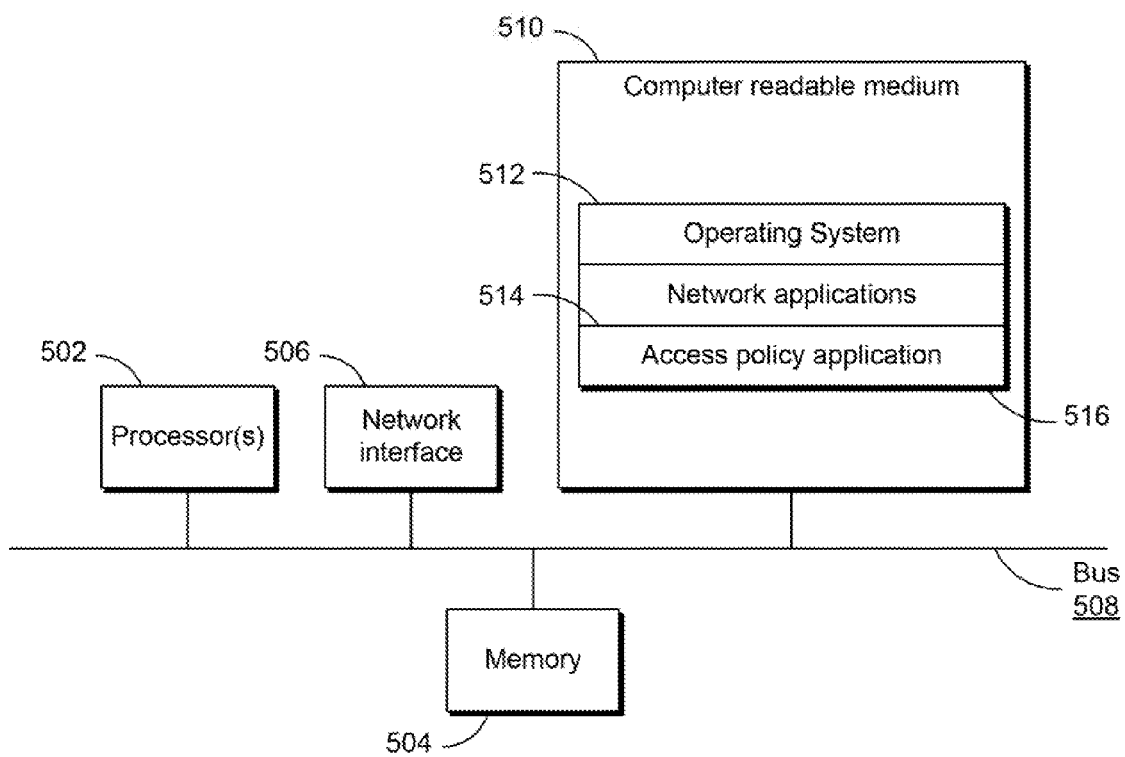 510
Computer readable medium
512
Operating System
Network applications
514
Access policy application
516
502
Processor(s)
506
Network
interface
Bus
508
Memory
504